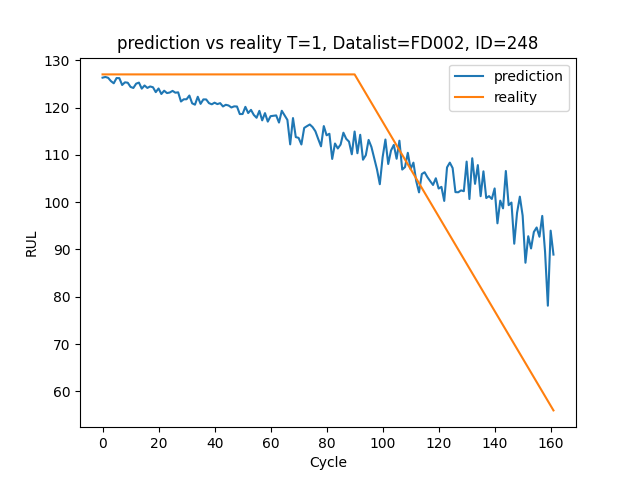 prediction vs reality T=1, Datalist=FD002, ID=248
prediction
reality
RUL
130
120
110
100
90
80
70
60
0 20 40 60 80 100 120 140 160
Cycle